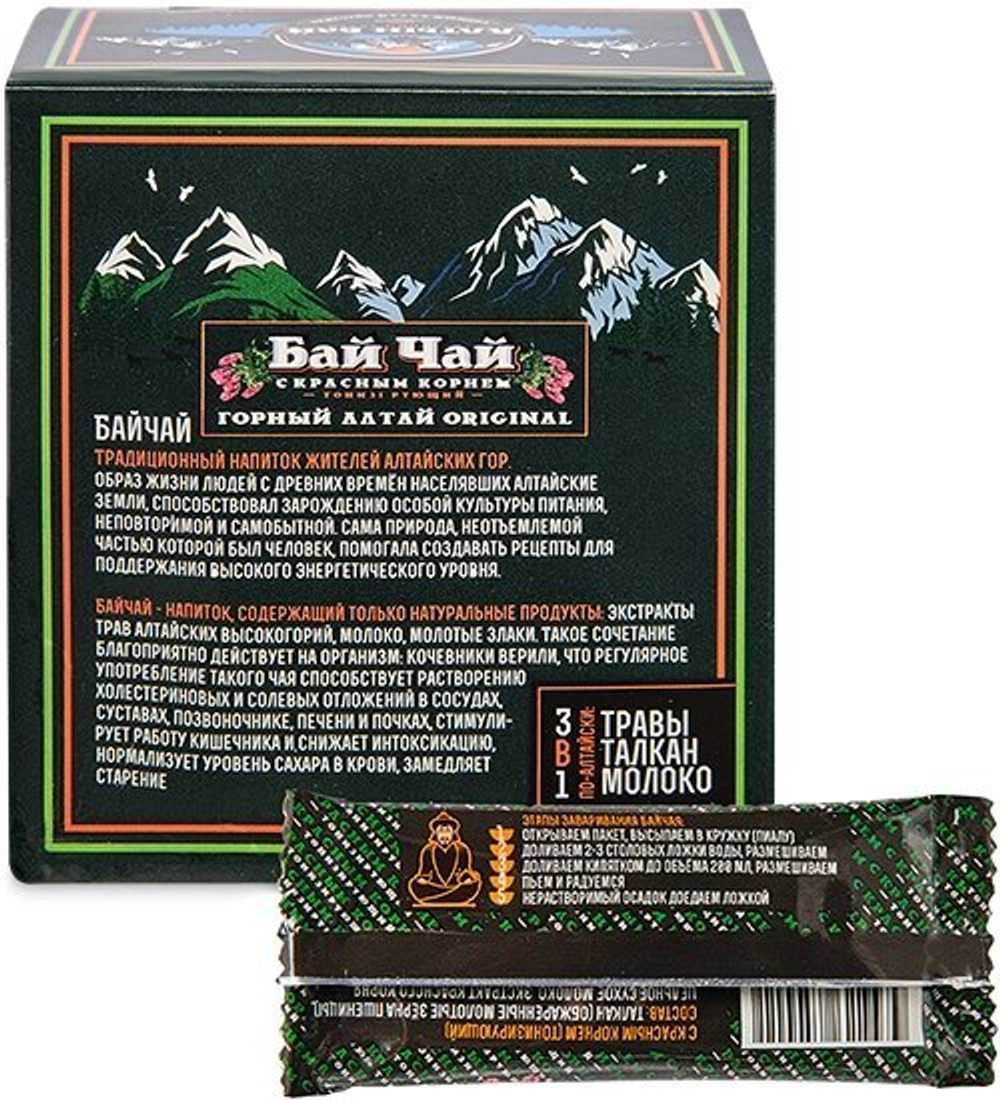 Бай Чай
С КРАСНЫМ КОРНЕМ
ТОНИЗИРУЮЩИЙ
ГОРНЫЙ АЛТАЙ ORIGINAL
БАЙЧАЙ
ТРАДИЦИОННЫЙ НАПИТОК ЖИТЕЛЕЙ АЛТАЙСКИХ ГОР.
ОБРАЗ ЖИЗНИ ЛЮДЕЙ С ДРЕВНИХ ВРЕМЁН НАСЕЛЯВШИХ АЛТАЙСКИЕ
ЗЕМЛИ, СПОСОБСТВОВАЛ ЗАРОЖДЕНИЮ ОСОБОЙ КУЛЬТУРЫ ПИТАНИЯ,
НЕПОВТОРИМОЙ И САМОБЫТНОЙ. САМА ПРИРОДА, НЕОТЪЕМЛЕМОЙ
ЧАСТЬЮ КОТОРОЙ БЫЛ ЧЕЛОВЕК, ПОМОГАЛА СОЗДАВАТЬ РЕЦЕПТЫ ДЛЯ
ПОДДЕРЖАНИЯ ВЫСОКОГО ЭНЕРГЕТИЧЕСКОГО УРОВНЯ.
БАЙЧАЙ - НАПИТОК, СОДЕРЖАЩИЙ ТОЛЬКО НАТУРАЛЬНЫЕ ПРОДУКТЫ: ЭКСТРАКТЫ
ТРАВ АЛТАЙСКИХ ВЫСОКОГОРИЙ, МОЛОКО, МОЛОТЫЕ ЗЛАКИ. ТАКОЕ СОЧЕТАНИЕ
БЛАГОПРИЯТНО ДЕЙСТВУЕТ НА ОРГАНИЗМ: КОЧЕВНИКИ ВЕРИЛИ, ЧТО РЕГУЛЯРНОЕ
УПОТРЕБЛЕНИЕ ТАКОГО ЧАЯ СПОСОБСТВУЕТ РАСТВОРЕНИЮ
ХОЛЕСТЕРИНОВЫХ И СОЛЕВЫХ ОТЛОЖЕНИЙ В СОСУДАХ,
СУСТАВАХ, ПОЗВОНОЧНИКЕ, ПЕЧЕНИ И ПОЧКАХ, СТИМУЛИ-
РУЕТ РАБОТУ КИШЕЧНИКА И СНИЖАЕТ ИНТОКСИКАЦИЮ,
НОРМАЛИЗУЕТ УРОВЕНЬ САХАРА В КРОВИ, ЗАМЕДЛЯЕТ
СТАРЕНИЕ
3 В 1
ПО-АЛТАЙСКИ:
ТРАВЫ
ТАЛКАН
МОЛОКО
ЭТАПЫ ЗАВАРИВАНИЯ БАЙЧАЯ:
1 ОТКРЫВАЕМ ПАКЕТ, ВЫСЫПАЕМ В КРУЖКУ (ПИАЛУ)
2 ДОЛИВАЕМ 2-3 СТОЛОВЫХ ЛОЖКИ ВОДЫ, РАЗМЕШИВАЕМ
3 ДОЛИВАЕМ КИПЯТКОМ ДО ОБЪЁМА 200 МЛ, РАЗМЕШИВАЕМ
4 ПЬЕМ И РАДУЕМСЯ
5 НЕРАСТВОРИМЫЙ ОСАДОК ДОЕДАЕМ ЛОЖКОЙ
С КРАСНЫМ КОРНЕМ (ТОНИЗИРУЮЩИЙ)
СОСТАВ: ТАЛКАН (ОБЖАРЕННЫЕ МОЛОТЫЕ ЗЕРНА ПШЕНИЦЫ),
ЦЕЛЬНОЕ СУХОЕ МОЛОКО, ЭКСТРАКТ КРАСНОГО КОРНЯ